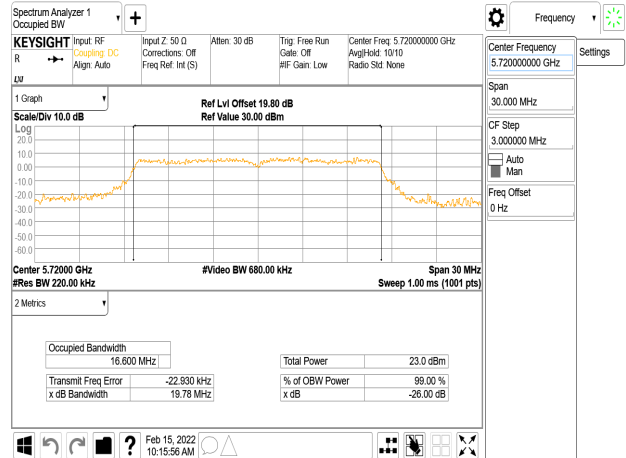 Spectrum Analyzer 1
Occupied BW
Frequency
KEYSIGHT
R
Input: RF
Coupling: DC
Align: Auto
Input Z: 50 Ω
Corrections: Off
Freq Ref: Int (S)
Atten: 30 dB
Trig: Free Run
Gate: Off
#IF Gain: Low
Center Freq: 5.720000000 GHz
Avg|Hold: 10/10
Radio Std: None
Center Frequency
5.720000000 GHz
Settings
Span
30.000 MHz
CF Step
3.000000 MHz
Auto
Man
Freq Offset
0 Hz
1 Graph
Scale/Div 10.0 dB
Ref Lvl Offset 19.80 dB
Ref Value 30.00 dBm
Log
20.0
10.0
0.00
-10.0
-20.0
-30.0
-40.0
-50.0
-60.0
Center 5.72000 GHz
#Video BW 680.00 kHz
Span 30 MHz
#Res BW 220.00 kHz
Sweep 1.00 ms (1001 pts)
2 Metrics
Occupied Bandwidth
16.600 MHz
Total Power 23.0 dBm
Transmit Freq Error -22.930 kHz
% of OBW Power 99.00 %
x dB Bandwidth 19.78 MHz
x dB -26.00 dB
?
Feb 15, 2022
10:15:56 AM